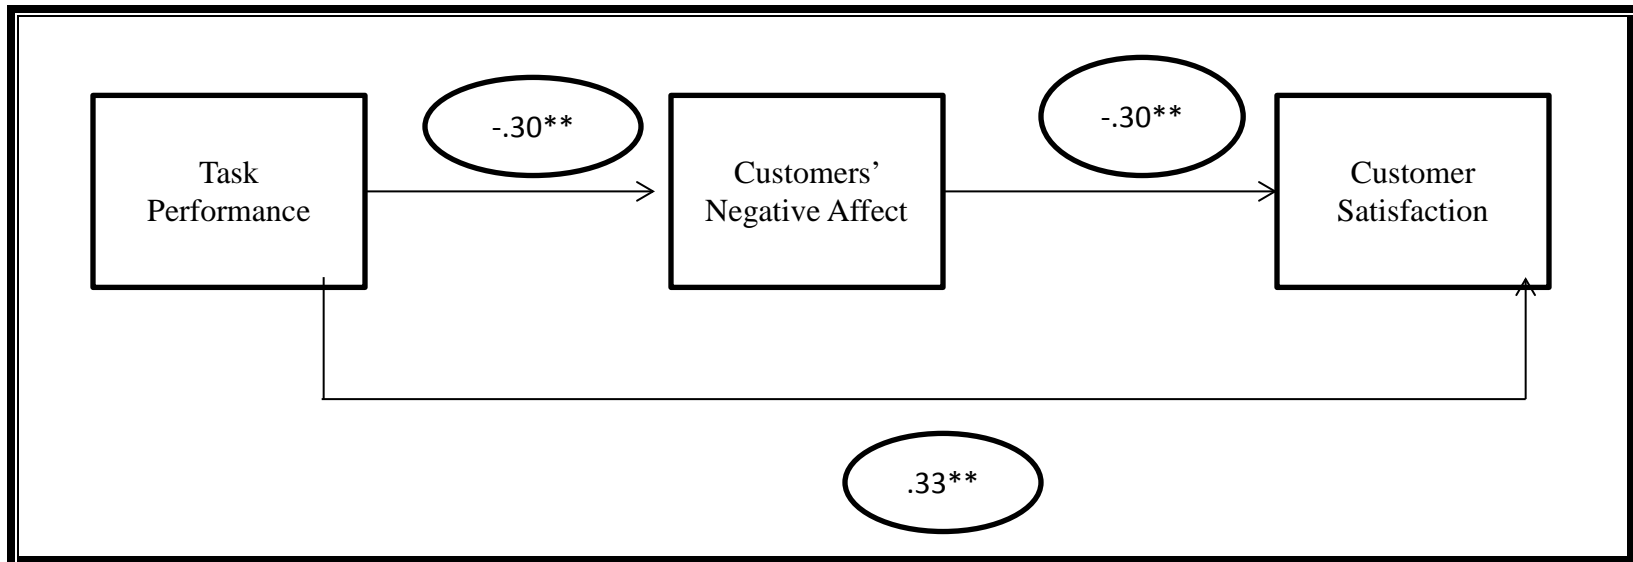 -.30**
-.30**
Task
Performance
Customers’
Negative Affect
Customer
Satisfaction
.33**